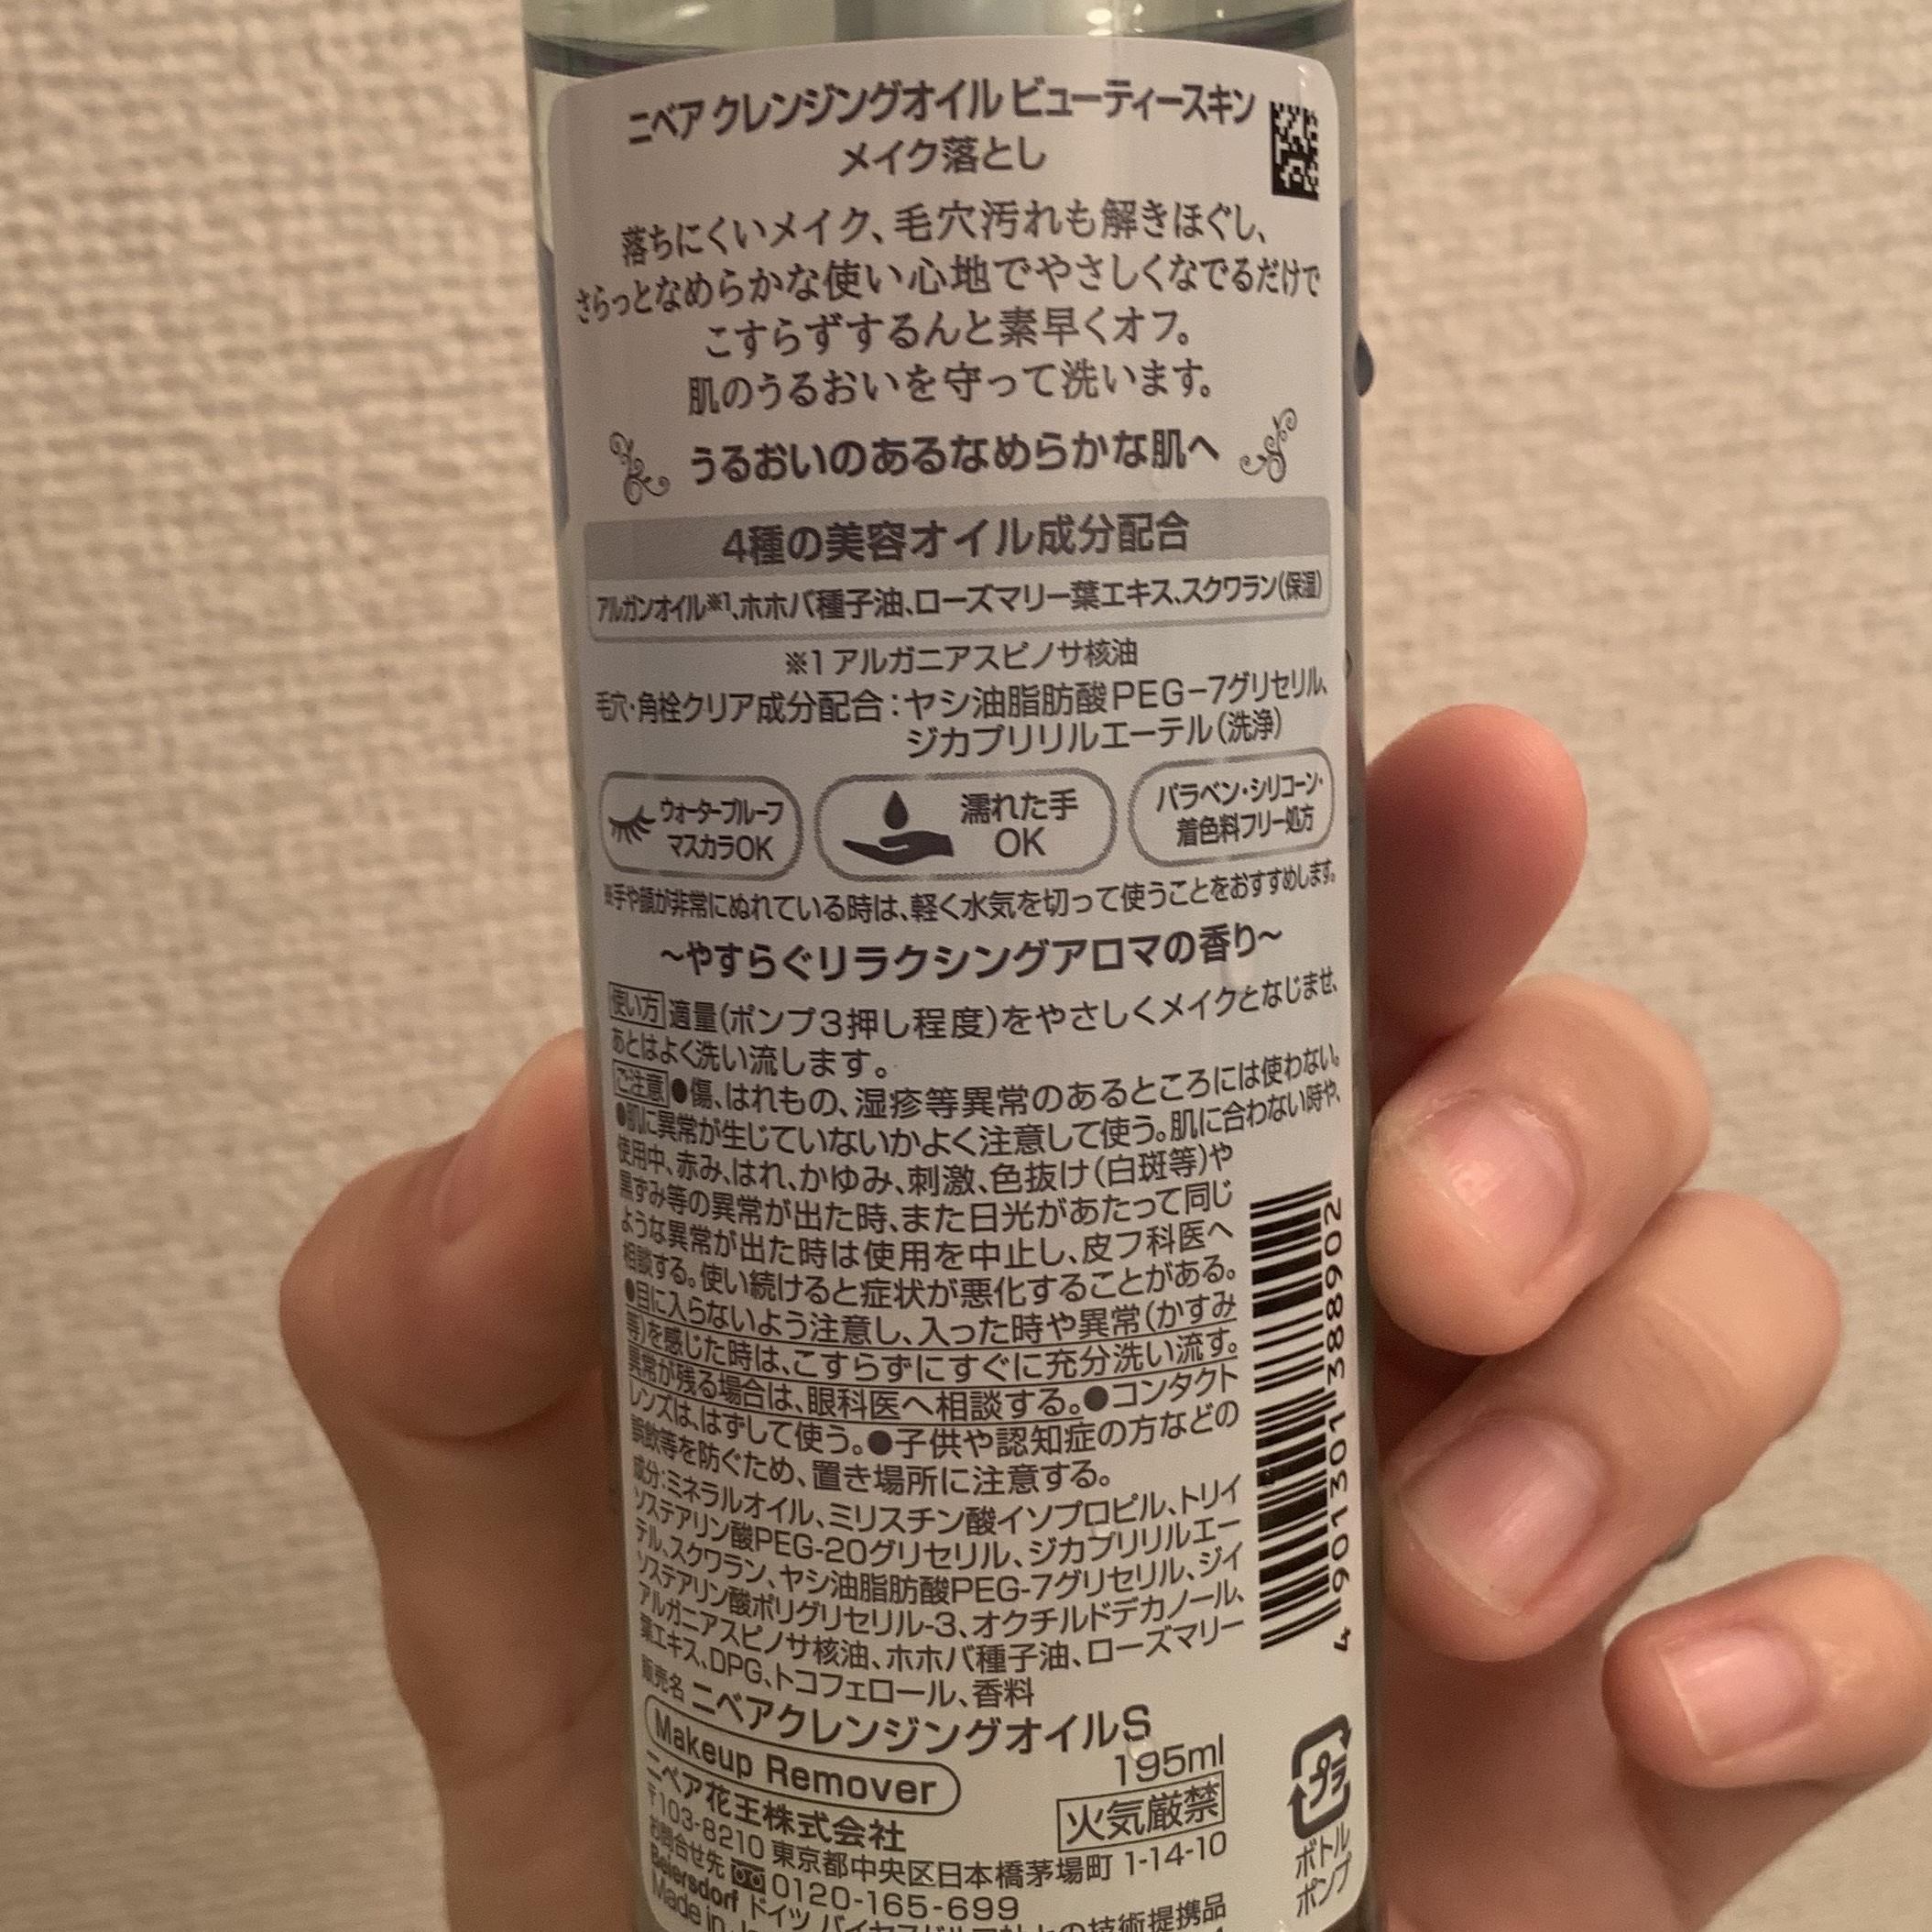 ニベア クレンジングオイル ビューティースキン
メイク落とし
落ちにくいメイク、毛穴汚れも解きほぐし、
さらっとなめらかな使い心地でやさしくなでるだけで
こすらずするんと素早くオフ。
肌のうるおいを守って洗います。
うるおいのあるなめらかな肌へ
4種の美容オイル成分配合
アルガンオイル※1、ホホバ種子油、ローズマリー葉エキス、スクワラン(保湿)
※1 アルガニアスピノサ核油
毛穴・角栓クリア成分配合:ヤシ油脂肪酸PEG−7グリセリル、
ジカプリリルエーテル(洗浄)
ウォータープルーフ
マスカラOK
濡れた手
OK
パラベン・シリコーン・
着色料フリー処方
※手や顔が非常にぬれている時は、軽く水気を切って使うことをおすすめします。
~やすらぐリラクシングアロマの香り~
使い方 適量(ポンプ3押し程度)をやさしくメイクとなじませ、
あとはよく洗い流します。
ご注意 ●傷、はれもの、湿疹等異常のあるところには使わない。
●肌に異常が生じていないかよく注意して使う。肌に合わない時や、
使用中、赤み、はれ、かゆみ、刺激、色抜け(白斑等)や
黒ずみ等の異常が出た時、また日光があたって同じ
ような異常が出た時は使用を中止し、皮フ科医へ
相談する。使い続けると症状が悪化することがある。
●目に入らないよう注意し、入った時や異常(かすみ
等)を感じた時は、こすらずにすぐに充分洗い流す。
異常が残る場合は、眼科医へ相談する。●コンタクト
レンズは、はずして使う。●子供や認知症の方などの
誤飲等を防ぐため、置き場所に注意する。
成分:ミネラルオイル、ミリスチン酸イソプロピル、トリイ
ソステアリン酸PEG-20グリセリル、ジカプリリルエー
テル、スクワラン、ヤシ油脂肪酸PEG-7グリセリル、ジイ
ソステアリン酸ポリグリセリル-3、オクチルドデカノール、
アルガニアスピノサ核油、ホホバ種子油、ローズマリー
葉エキス、DPG、トコフェロール、香料
販売名 ニベアクレンジングオイルS
Makeup Remover
195ml
ニベア花王株式会社
火気厳禁
〒103-8210 東京都中央区日本橋茅場町 1-14-10
お問合せ先 0120-165-699
Beiersdorf ドイツ バイヤスドルフ社との技術提携品
Made in
4 901301 388902
プラ
ボトル
ポンプ